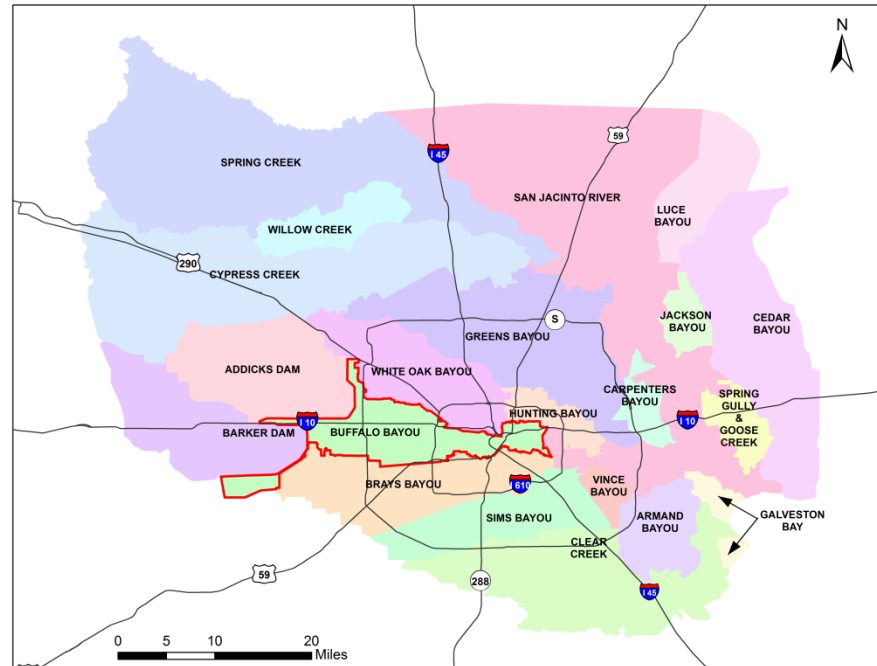 N
59
I 45
SPRING CREEK
SAN JACINTO RIVER
LUCE
BAYOU
WILLOW CREEK
290
CYPRESS CREEK
JACKSON
BAYOU
CEDAR
BAYOU
S
GREENS BAYOU
ADDICKS DAM
WHITE OAK BAYOU
CARPENTERS
BAYOU
SPRING
GULLY
&
GOOSE
CREEK
HUNTING BAYOU
I 10
I 10
BARKER DAM
BUFFALO BAYOU
BRAYS BAYOU
I 610
VINCE
BAYOU
SIMS BAYOU
ARMAND
BAYOU
GALVESTON
BAY
CLEAR
CREEK
59
288
I 45
0 5 10 20
Miles